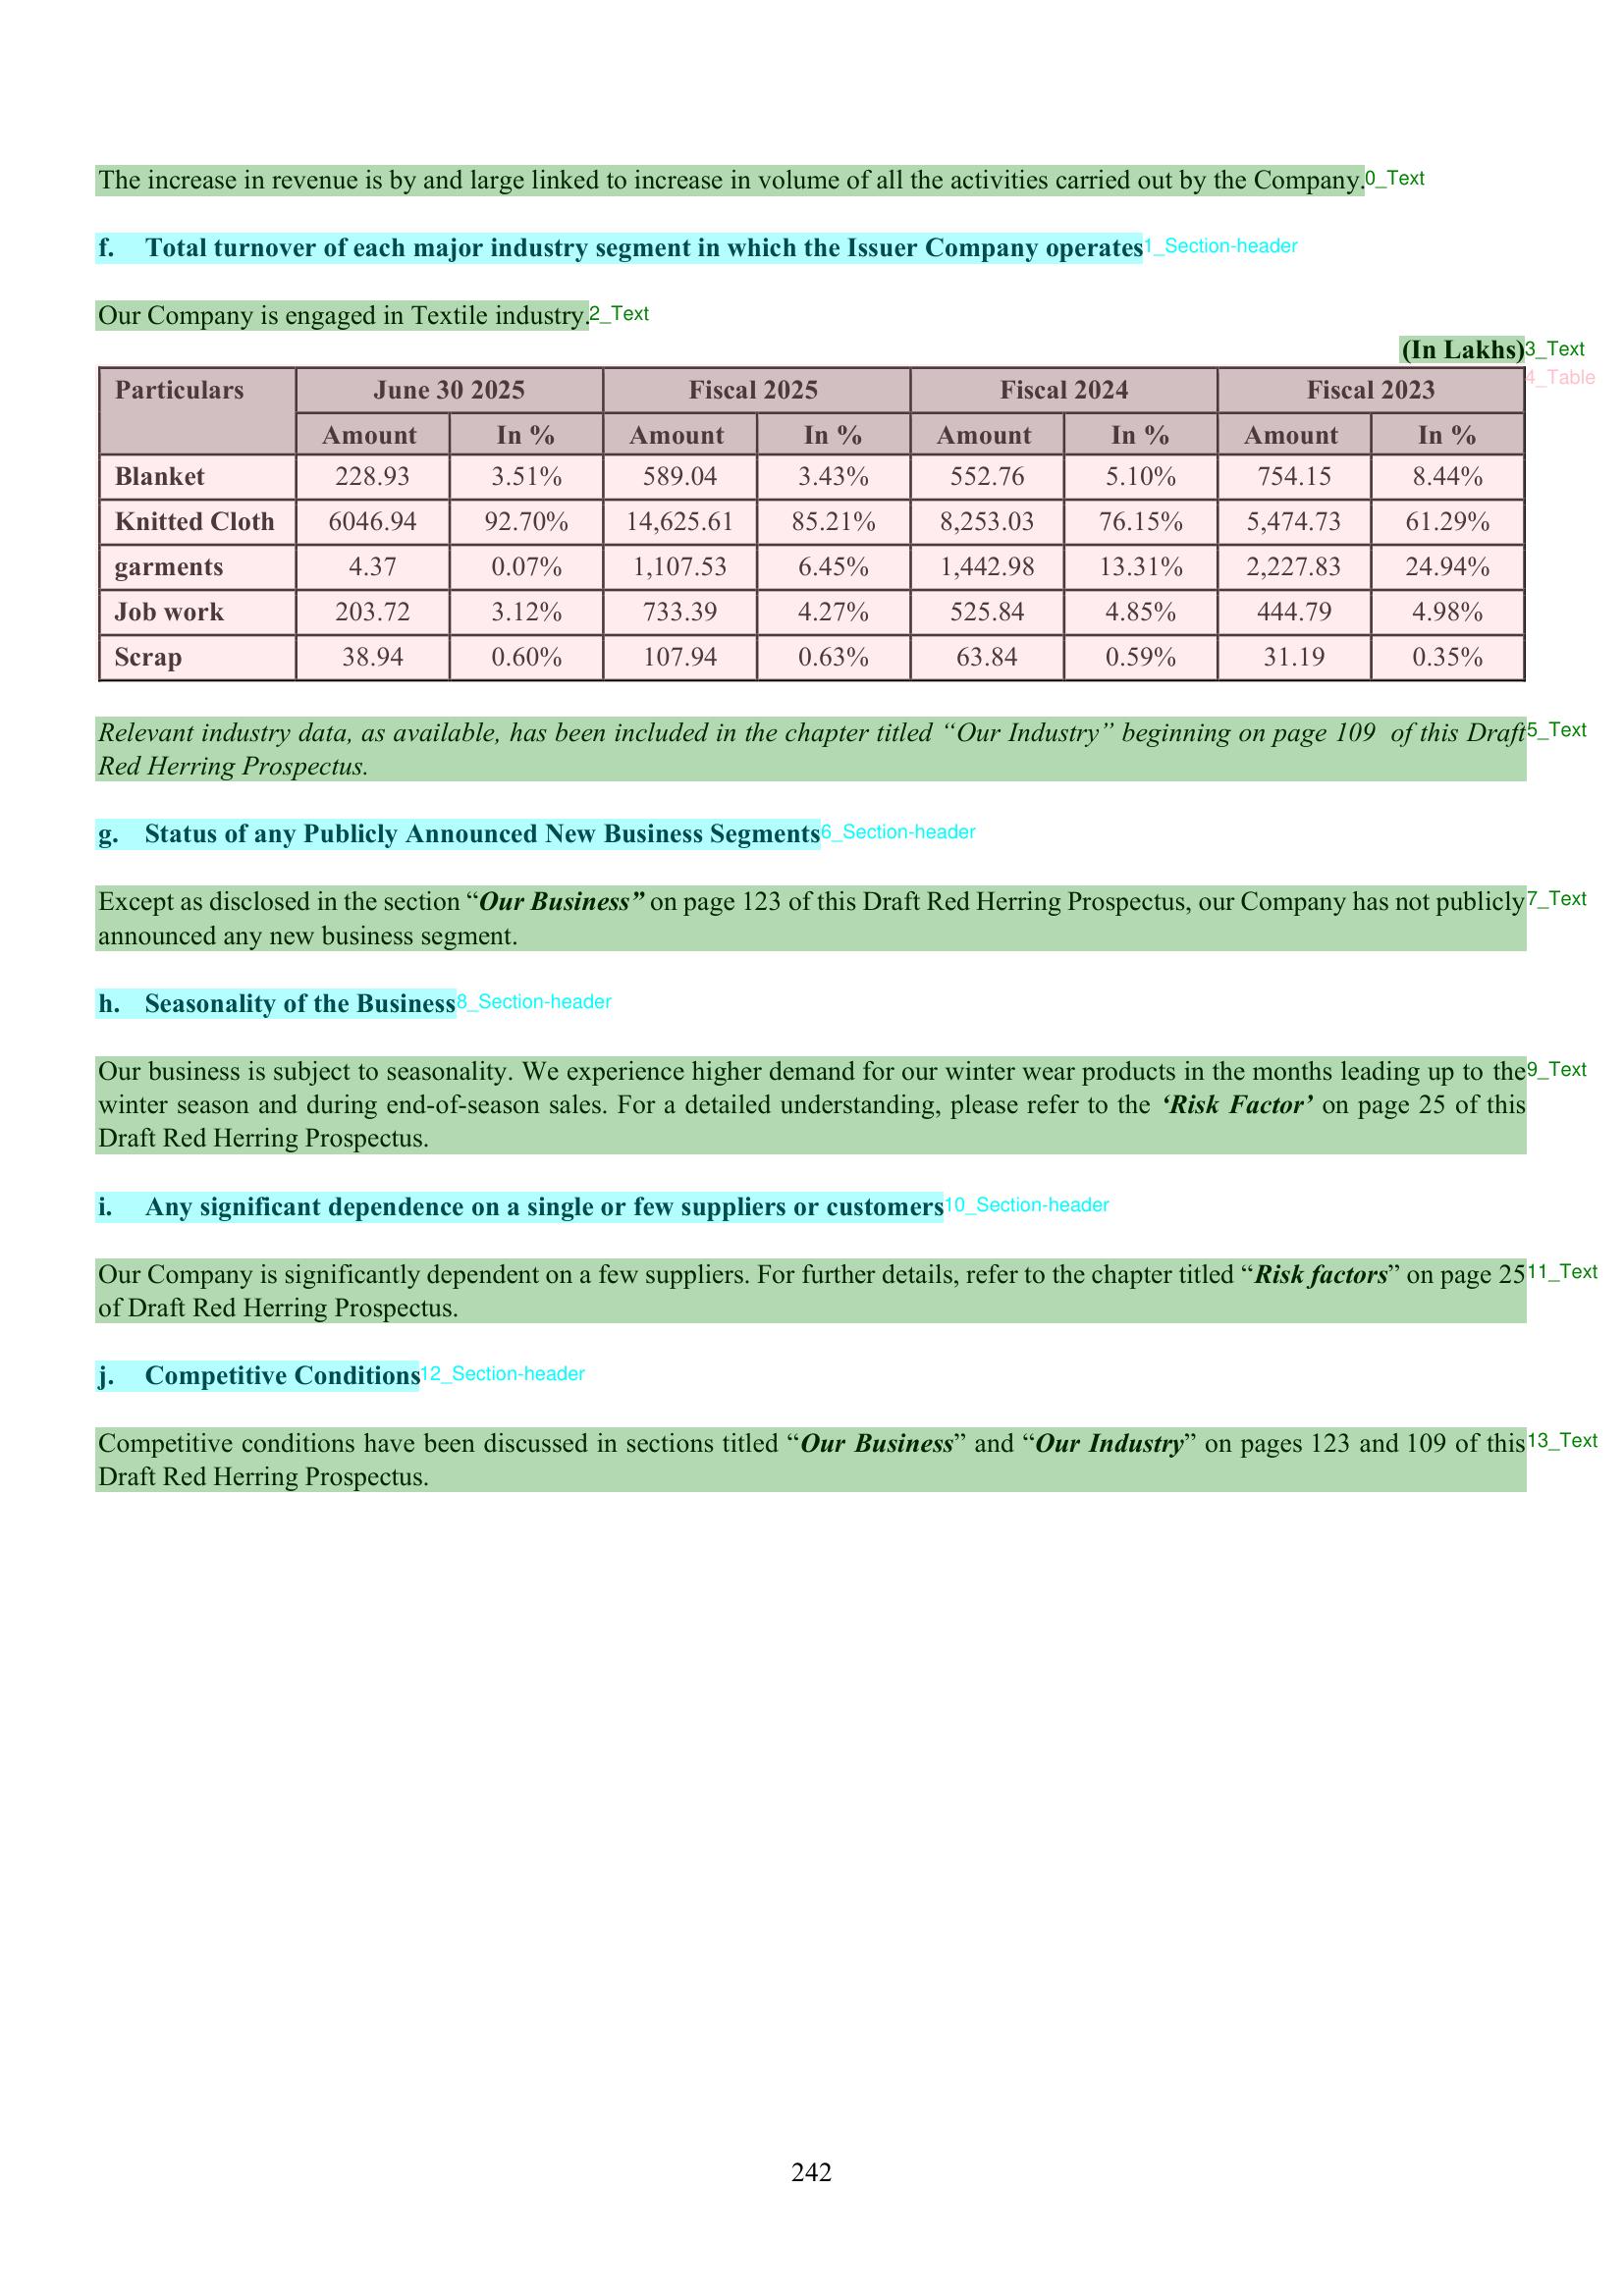 The increase in revenue is by and large linked to increase in volume of all the activities carried out by the Company.0_Text
f. Total turnover of each major industry segment in which the Issuer Company operates1_Section-header
Our Company is engaged in Textile industry.2_Text
(In Lakhs)3_Text
4_Table
Particulars June 30 2025 Fiscal 2025 Fiscal 2024 Fiscal 2023
Amount In % Amount In % Amount In % Amount In %
Blanket 228.93 3.51% 589.04 3.43% 552.76 5.10% 754.15 8.44%
Knitted Cloth 6046.94 92.70% 14,625.61 85.21% 8,253.03 76.15% 5,474.73 61.29%
garments 4.37 0.07% 1,107.53 6.45% 1,442.98 13.31% 2,227.83 24.94%
Job work 203.72 3.12% 733.39 4.27% 525.84 4.85% 444.79 4.98%
Scrap 38.94 0.60% 107.94 0.63% 63.84 0.59% 31.19 0.35%
Relevant industry data, as available, has been included in the chapter titled “Our Industry” beginning on page 109 of this Draft5_Text
Red Herring Prospectus.
g. Status of any Publicly Announced New Business Segments6_Section-header
Except as disclosed in the section “Our Business” on page 123 of this Draft Red Herring Prospectus, our Company has not publicly7_Text
announced any new business segment.
h. Seasonality of the Business8_Section-header
Our business is subject to seasonality. We experience higher demand for our winter wear products in the months leading up to the9_Text
winter season and during end-of-season sales. For a detailed understanding, please refer to the ‘Risk Factor’ on page 25 of this
Draft Red Herring Prospectus.
i. Any significant dependence on a single or few suppliers or customers10_Section-header
Our Company is significantly dependent on a few suppliers. For further details, refer to the chapter titled “Risk factors” on page 2511_Text
of Draft Red Herring Prospectus.
j. Competitive Conditions12_Section-header
Competitive conditions have been discussed in sections titled “Our Business” and “Our Industry” on pages 123 and 109 of this13_Text
Draft Red Herring Prospectus.
242